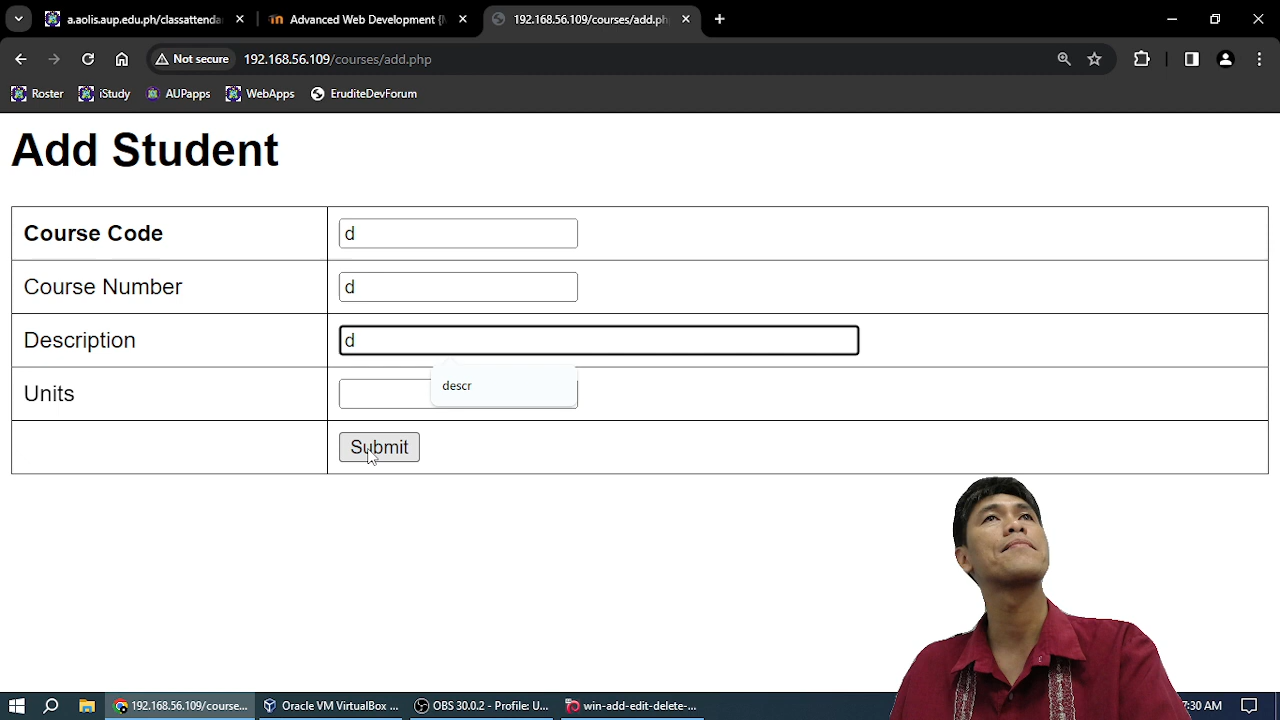 a.aolis.aup.edu.ph/classattenda
Advanced Web Development
192.168.56.109/courses/add.ph
Not secure
192.168.56.109/courses/add.php
Roster
iStudy
AUPapps
WebApps
EruditeDevForum
Add Student
Course Code
d
Course Number
d
Description
d
descr
Units
Submit
192.168.56.109/course...
Oracle VM VirtualBox ...
OBS 30.0.2 - Profile: U...
win-add-edit-delete-...
:30 AM